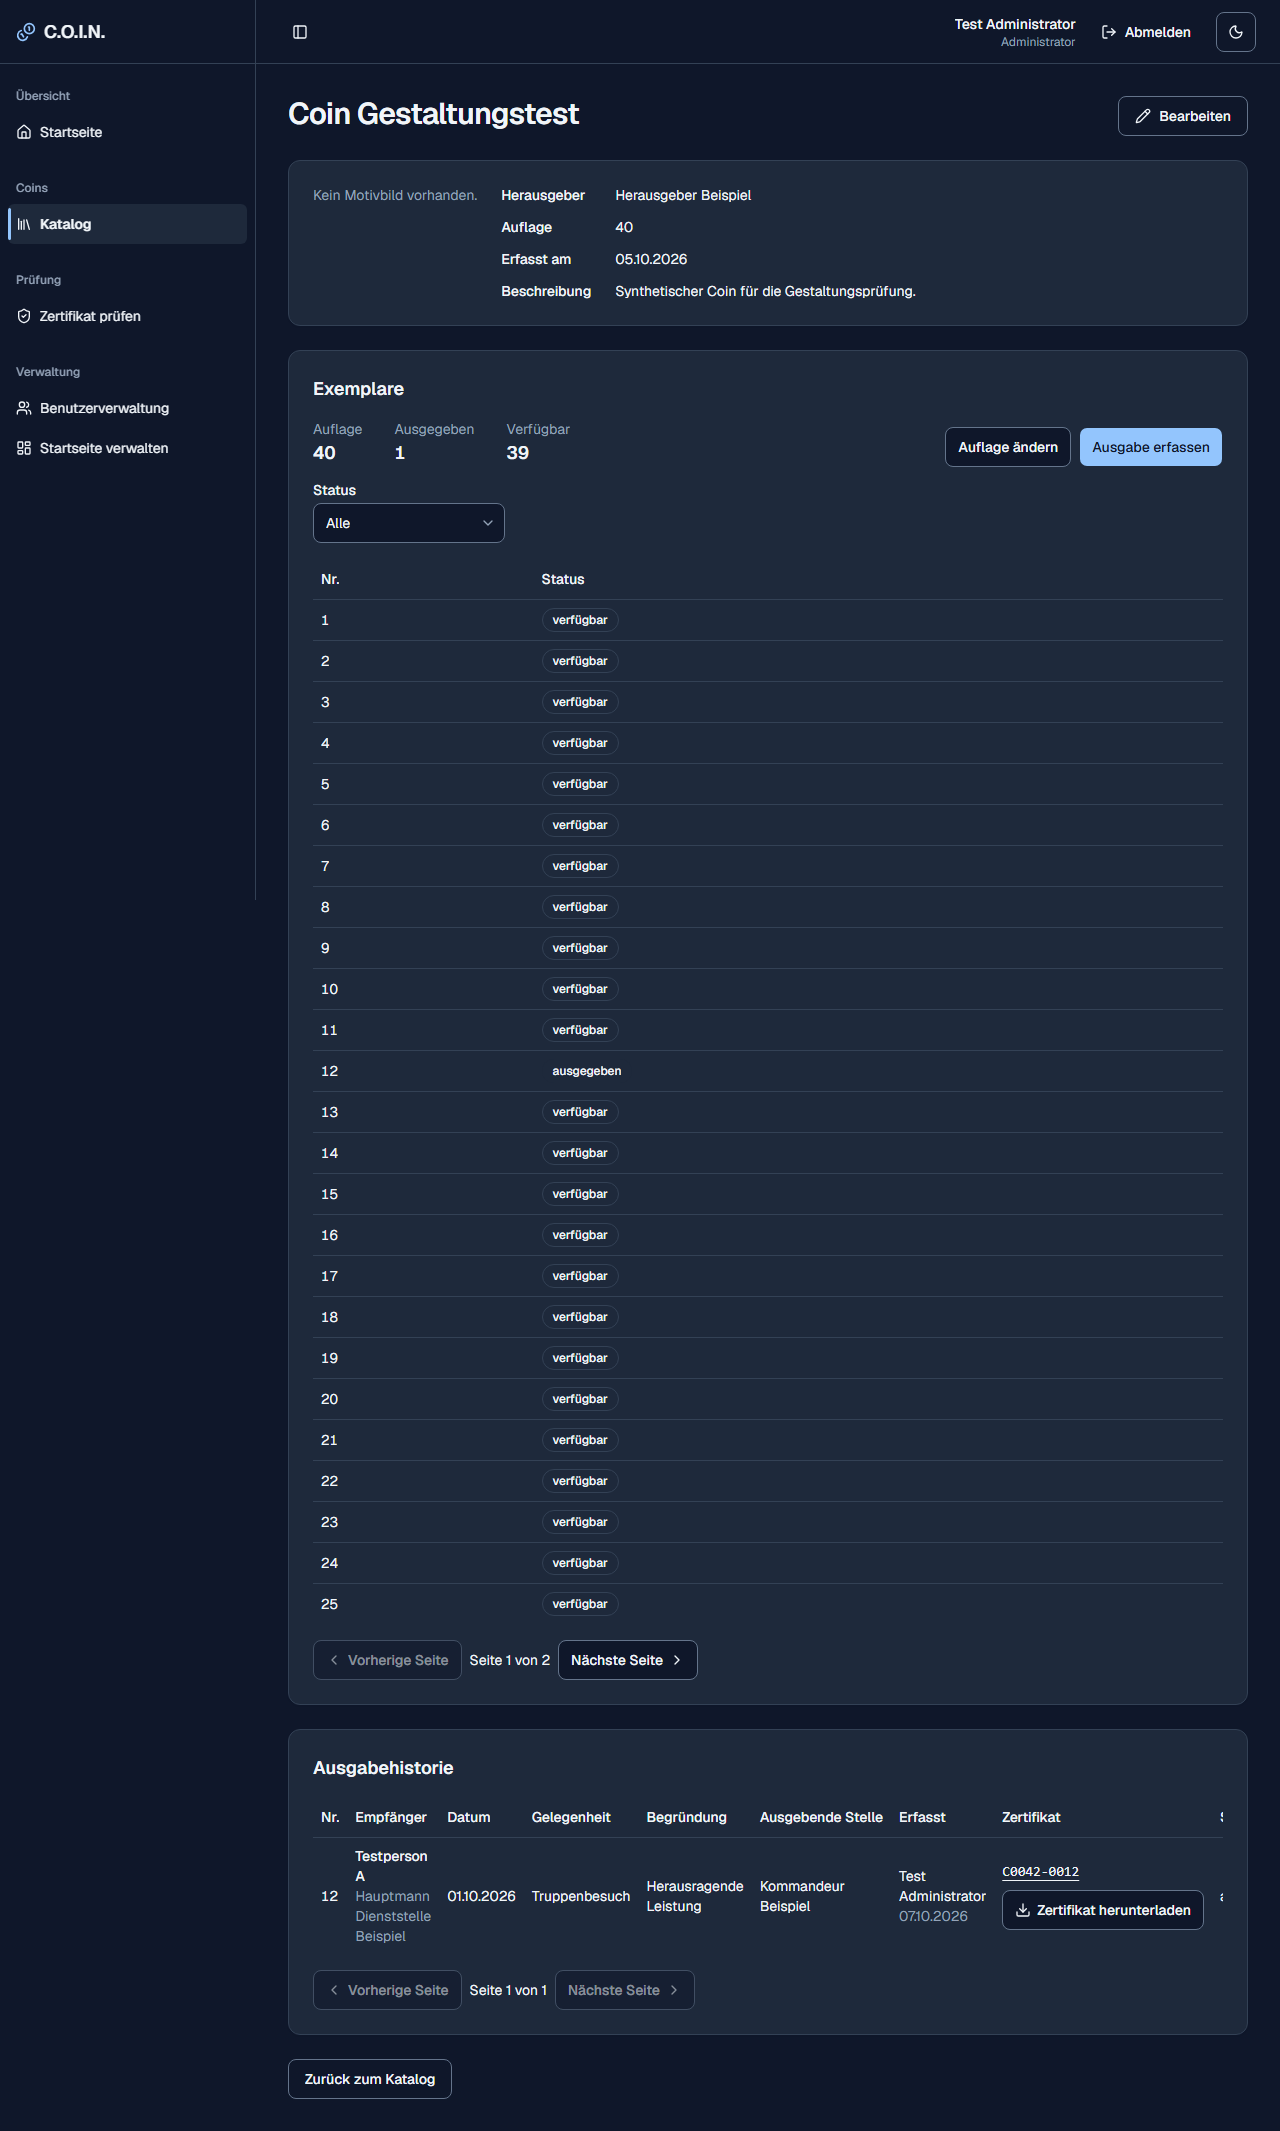 C.O.I.N.
Test Administrator
Administrator
Abmelden
Übersicht
Startseite
Coins
Katalog
Prüfung
Zertifikat prüfen
Verwaltung
Benutzerverwaltung
Startseite verwalten
Coin Gestaltungstest
Bearbeiten
Kein Motivbild vorhanden.
Herausgeber Herausgeber Beispiel
Auflage 40
Erfasst am 05.10.2026
Beschreibung Synthetischer Coin für die Gestaltungsprüfung.
Exemplare
Auflage Ausgegeben Verfügbar
40 1 39
Auflage ändern Ausgabe erfassen
Status
Alle
Nr. Status
1 verfügbar
2 verfügbar
3 verfügbar
4 verfügbar
5 verfügbar
6 verfügbar
7 verfügbar
8 verfügbar
9 verfügbar
10 verfügbar
11 verfügbar
12 ausgegeben
13 verfügbar
14 verfügbar
15 verfügbar
16 verfügbar
17 verfügbar
18 verfügbar
19 verfügbar
20 verfügbar
21 verfügbar
22 verfügbar
23 verfügbar
24 verfügbar
25 verfügbar
Vorherige Seite Seite 1 von 2 Nächste Seite
Ausgabehistorie
Nr. Empfänger Datum Gelegenheit Begründung Ausgebende Stelle Erfasst Zertifikat
12
Testperson
A
Hauptmann
Dienststelle
Beispiel
01.10.2026
Truppenbesuch
Herausragende
Leistung
Kommandeur
Beispiel
Test
Administrator
07.10.2026
C0042-0012
Zertifikat herunterladen
Vorherige Seite Seite 1 von 1 Nächste Seite
Zurück zum Katalog